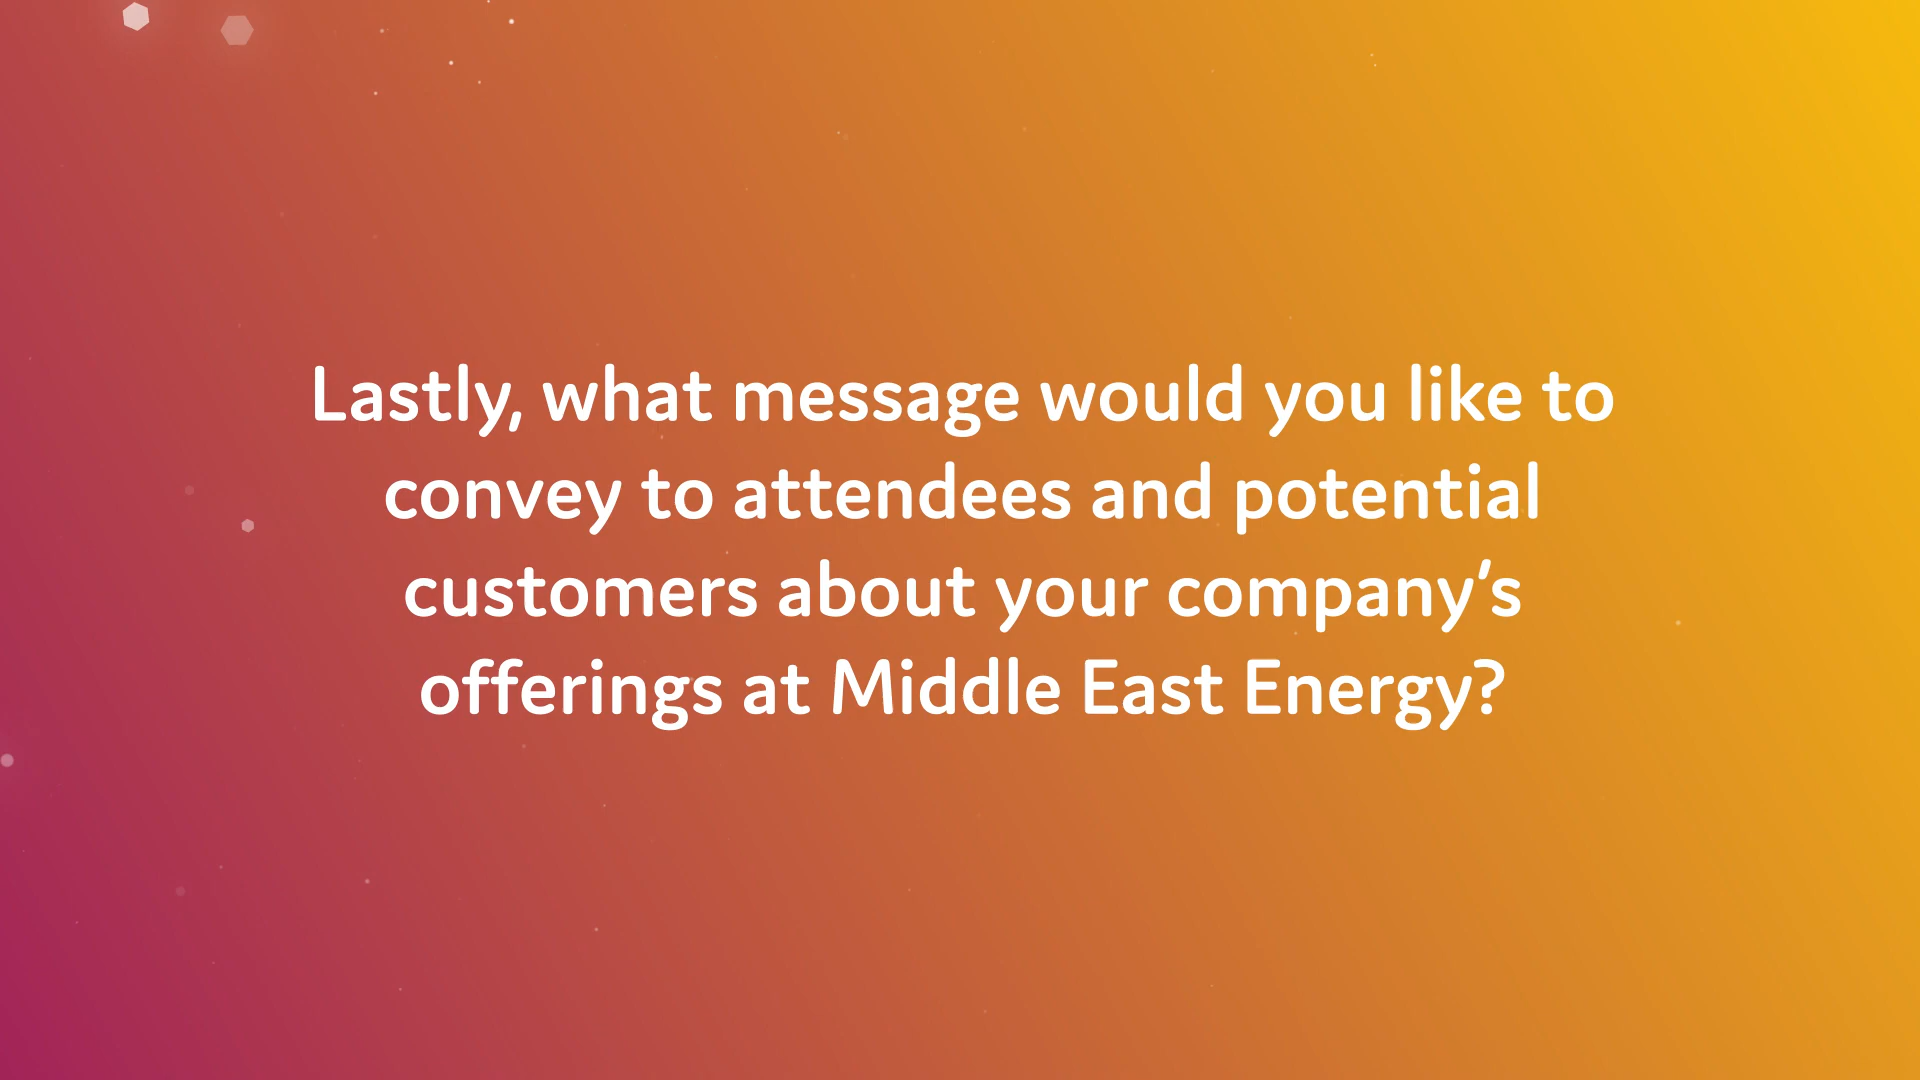 Lastly, what message would you like to
convey to attendees and potential
customers about your company's
offerings at Middle East Energy?